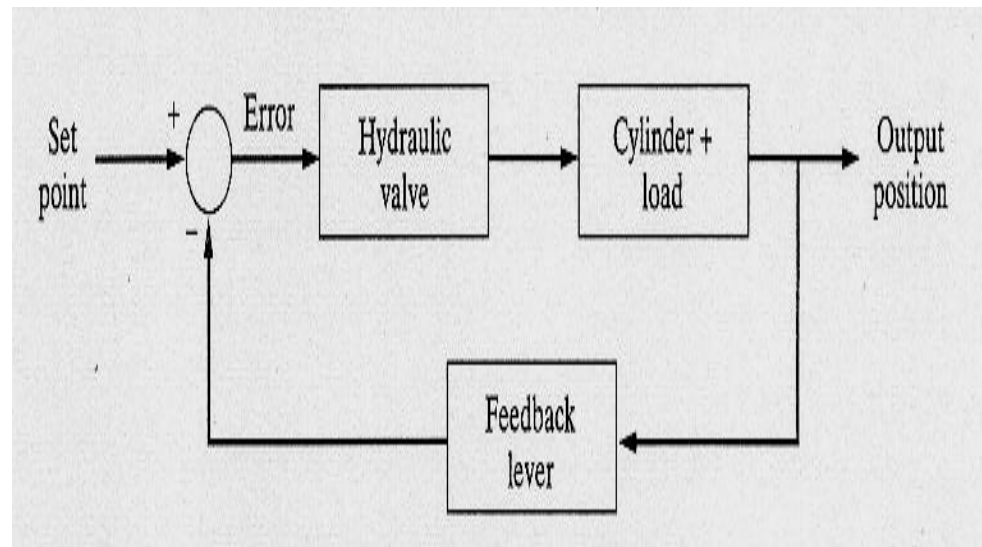 Set
point
+
−
Error
Hydraulic
valve
Cylinder +
load
Output
position
Feedback
lever